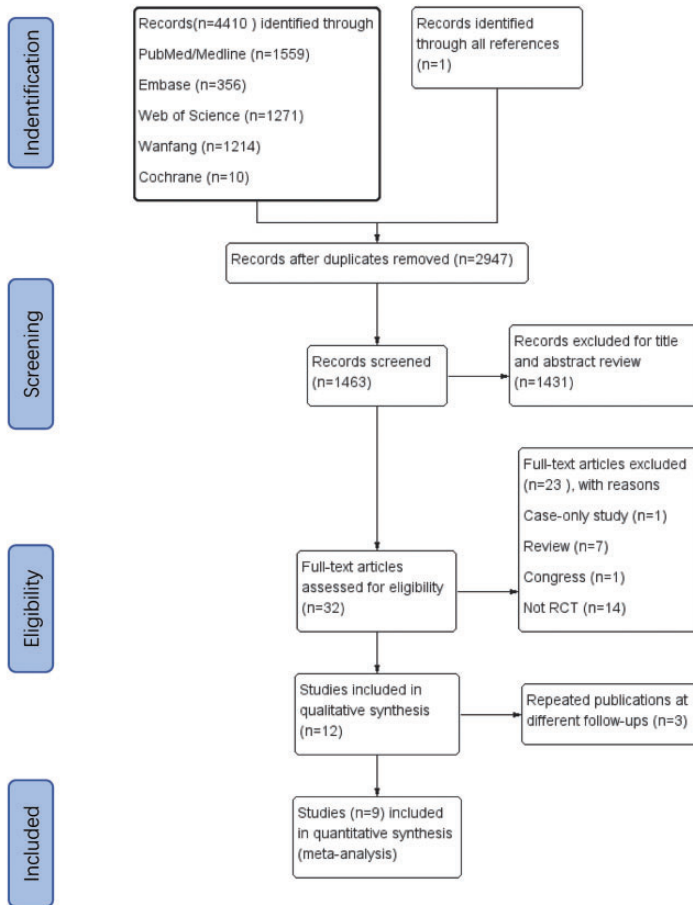 Indentification
Records(n=4410 ) identified through
PubMed/Medline (n=1559)
Embase (n=356)
Web of Science (n=1271)
Wanfang (n=1214)
Cochrane (n=10)
Records identified
through all references
(n=1)
Records after duplicates removed (n=2947)
Screening
Records screened
(n=1463)
Records excluded for title
and abstract review
(n=1431)
Full-text articles excluded
(n=23 ), with reasons
Case-only study (n=1)
Review (n=7)
Congress (n=1)
Not RCT (n=14)
Eligibility
Full-text articles
assessed for eligibility
(n=32)
Studies included in
qualitative synthesis
(n=12)
Repeated publications at
different follow-ups (n=3)
Included
Studies (n=9) included
in quantitative synthesis
(meta-analysis)